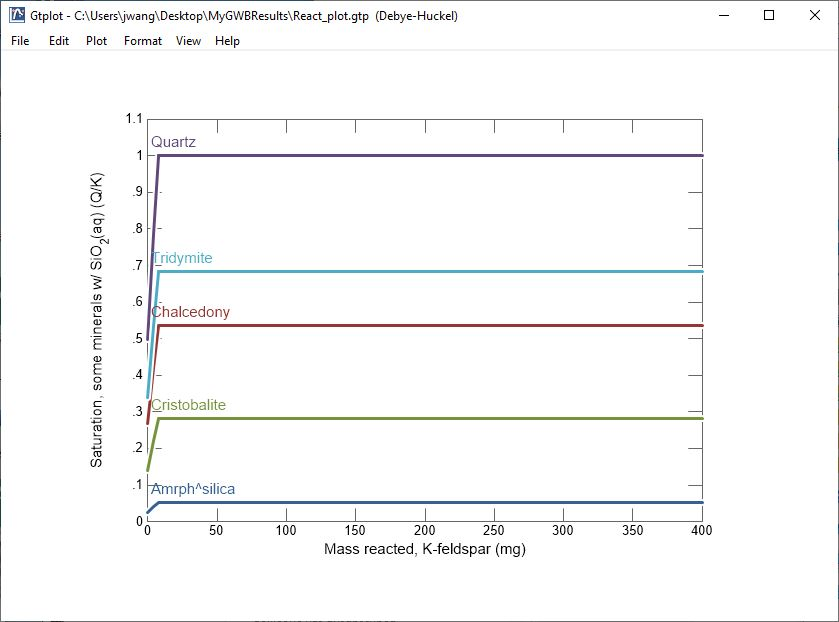 Gtplot - C:\Users\jwang\Desktop\MyGWBResults\React_plot.gtp (Debye-Huckel)
File Edit Plot Format View Help
1.1
Quartz
1
.9
.8
Tridymite
.7
.6
Chalcedony
.5
.4
Cristobalite
.3
.2
Amrph^silica
.1
0
Saturation, some minerals w/ SiO2(aq) (Q/K)
0 50 100 150 200 250 300 350 400
Mass reacted, K-feldspar (mg)